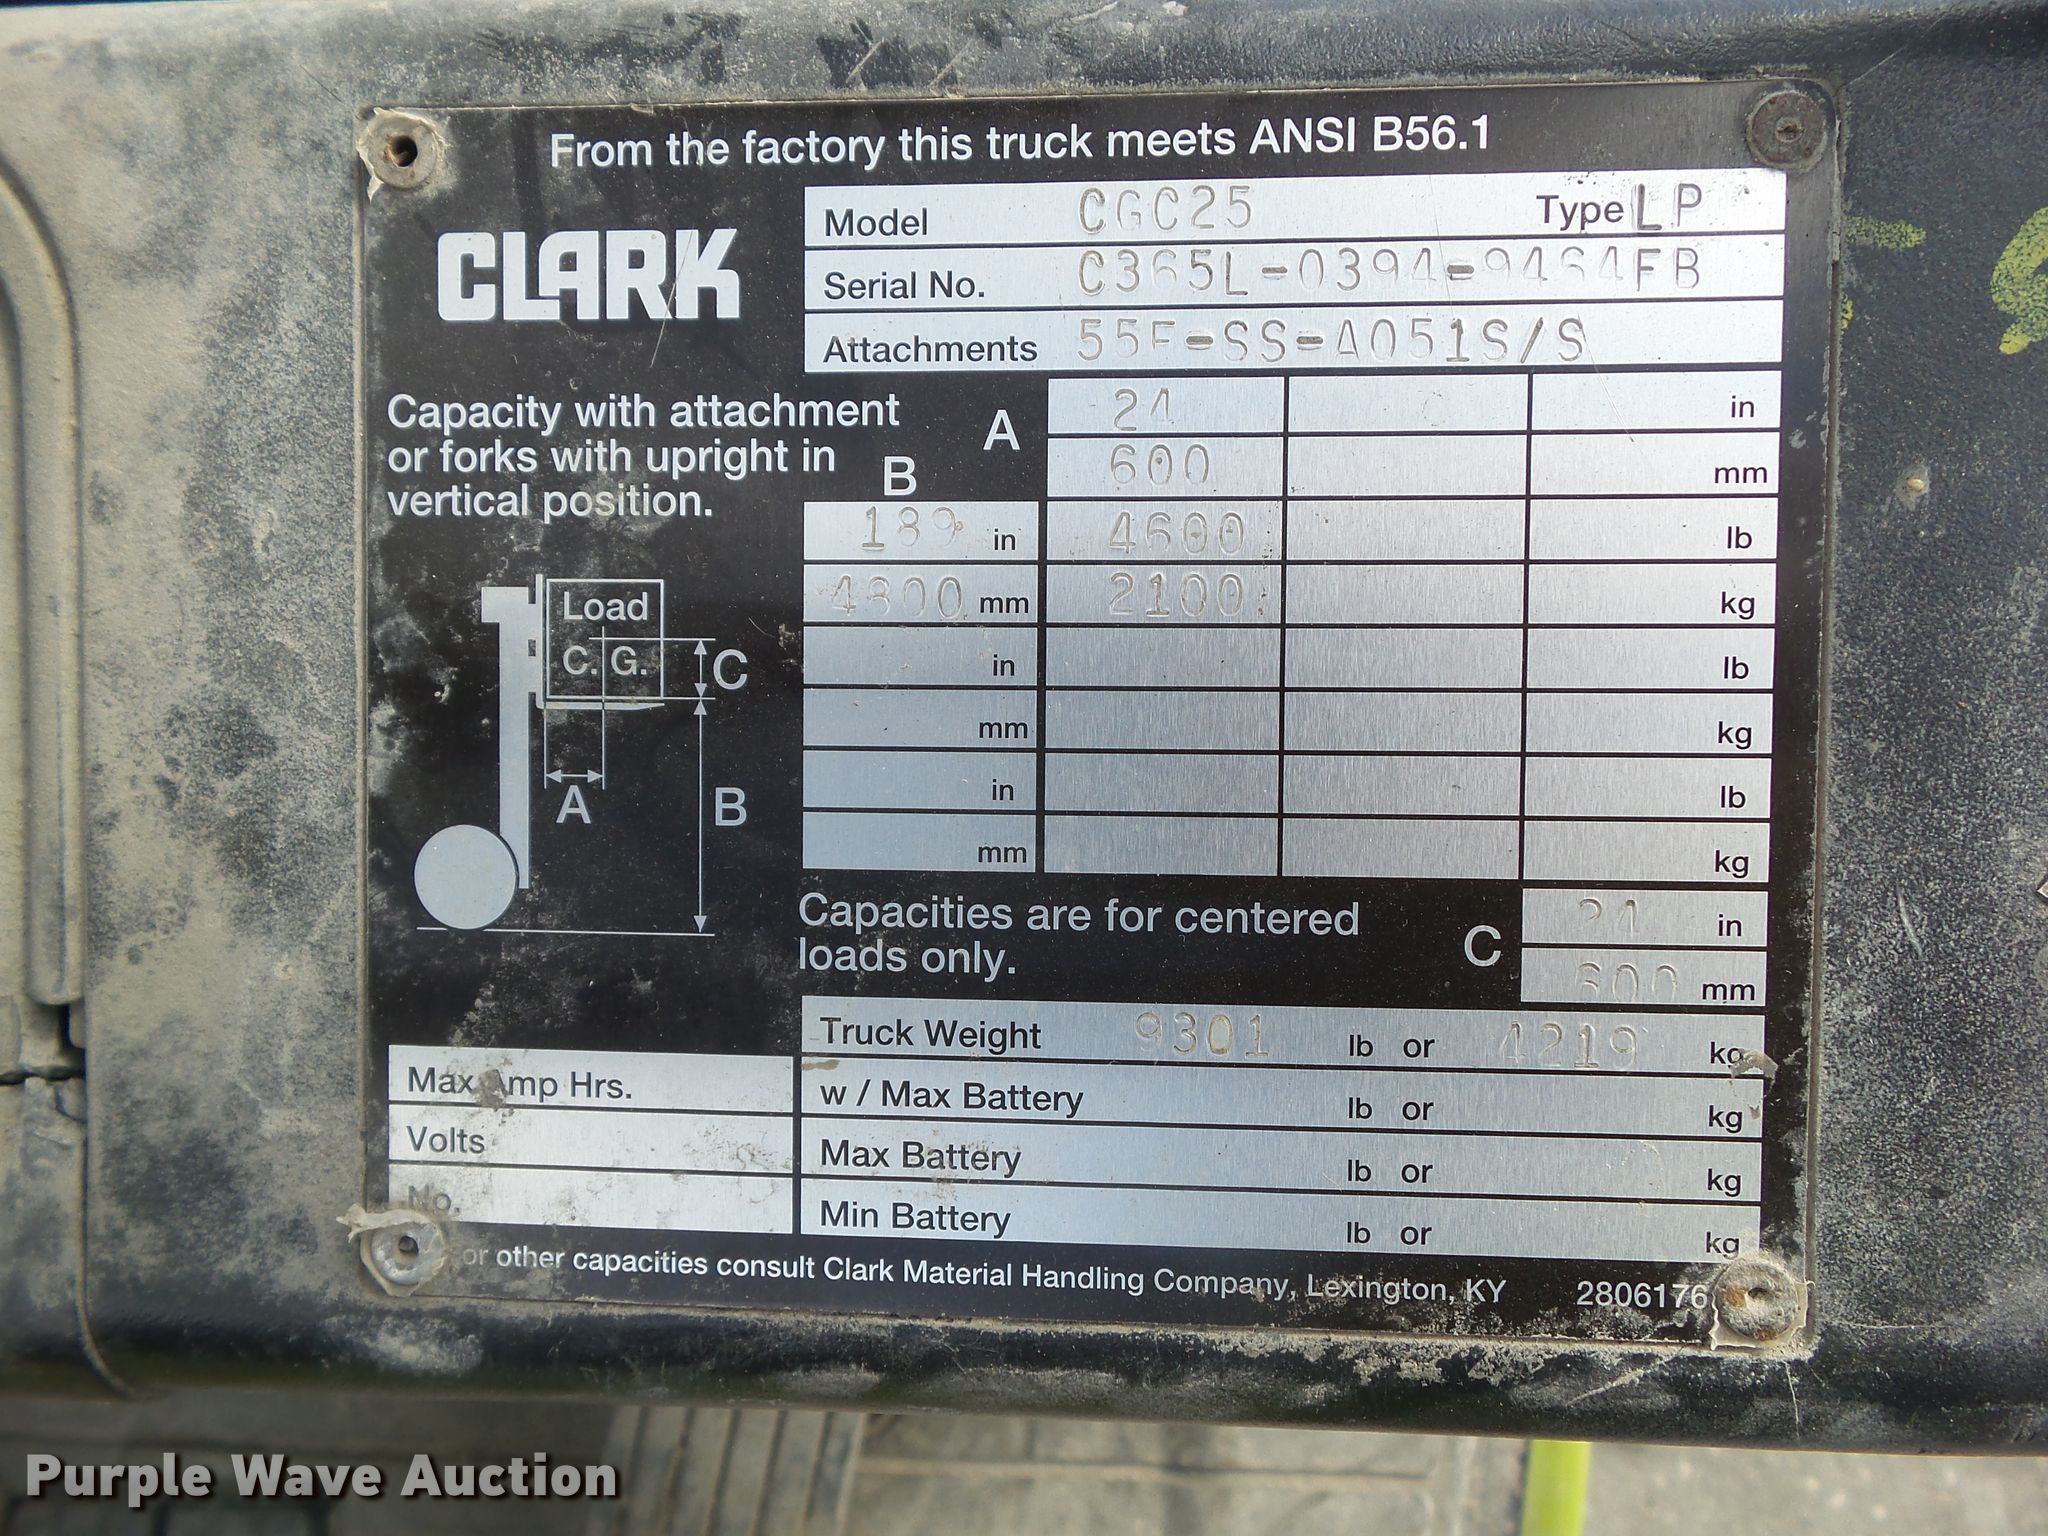 From the factory this truck meets ANSI B56.1
CLARK
Model CGC25 Type LP
Serial No. C365L-0394-9464FB
Attachments 55F-SS-A051S/S
Capacity with attachment
or forks with upright in
vertical position.
A 24 in
600 mm
B
189 in 4600 lb
4800 mm 2100 kg
in lb
mm kg
in lb
mm kg
Load
C. G.
C
A
B
Capacities are for centered
loads only.
C 24 in
600 mm
Truck Weight 9301 lb or 4219 kg
Max Amp Hrs. w / Max Battery lb or kg
Volts Max Battery lb or kg
No. Min Battery lb or kg
or other capacities consult Clark Material Handling Company, Lexington, KY 2806176
Purple Wave Auction